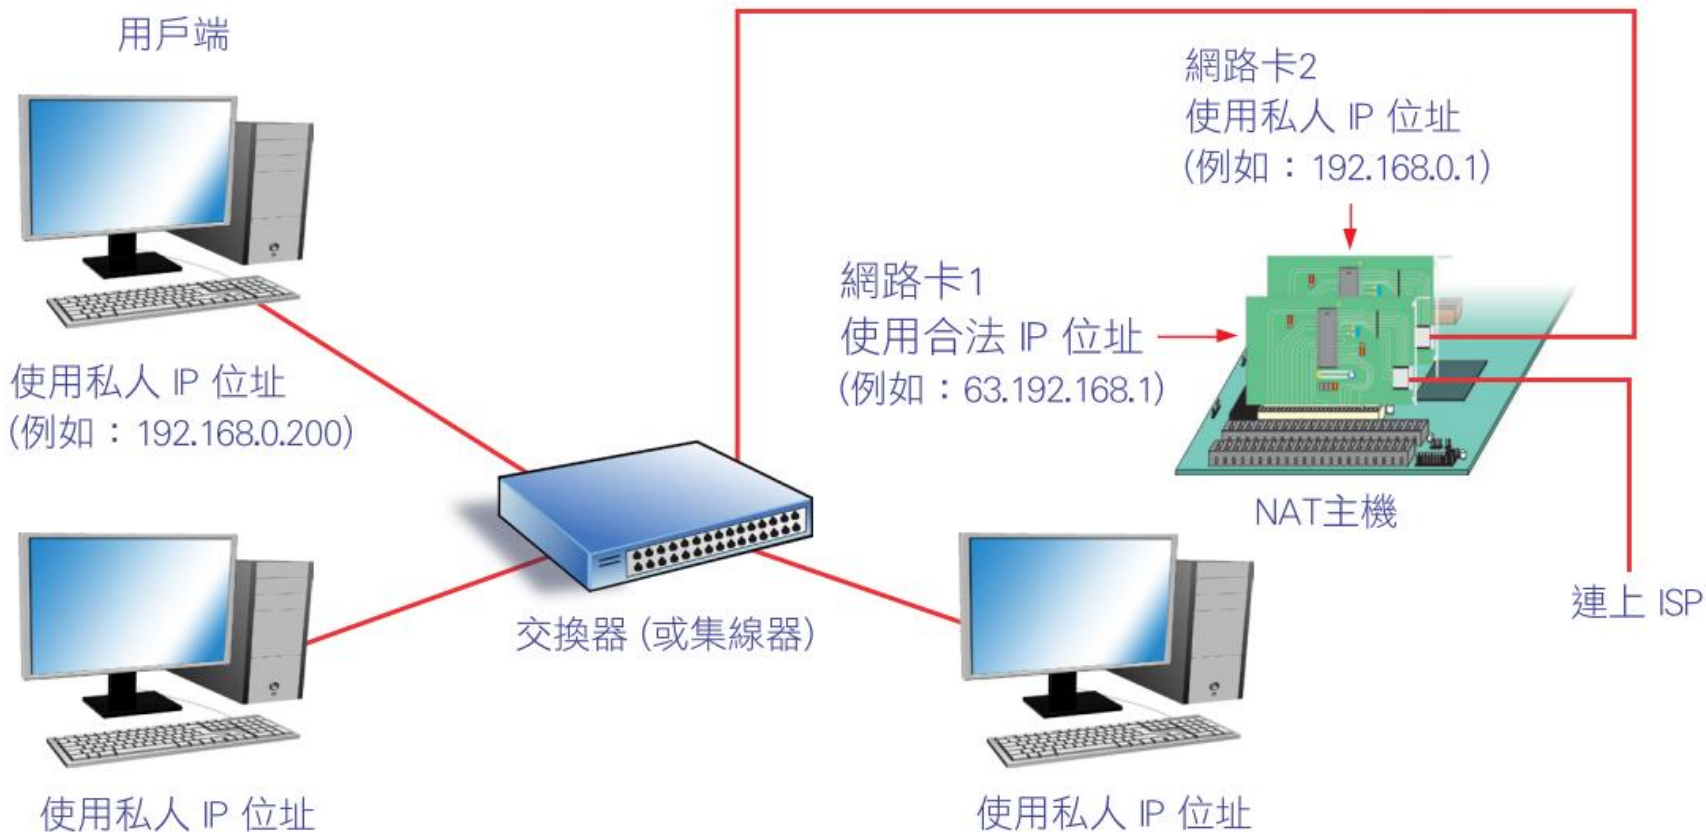 用戶端
使用私人 IP 位址
(例如：192.168.0.200)
網路卡2
使用私人 IP 位址
(例如：192.168.0.1)
網路卡1
使用合法 IP 位址
(例如：63.192.168.1)
NAT主機
連上 ISP
交換器 (或集線器)
使用私人 IP 位址
使用私人 IP 位址